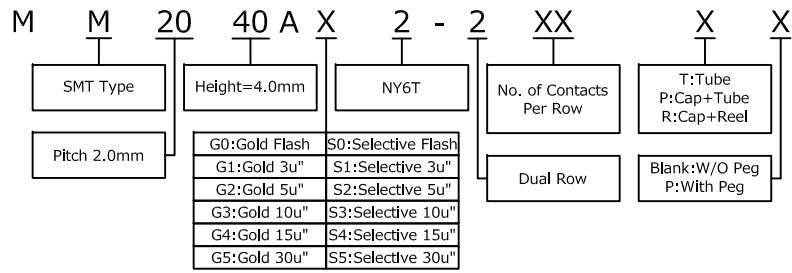 M M 20 40 A X 2 - 2 XX X X
SMT Type
Height=4.0mm
NY6T
No. of Contacts
Per Row
T:Tube
P:Cap+Tube
R:Cap+Reel
Pitch 2.0mm
G0:Gold Flash S0:Selective Flash
G1:Gold 3u" S1:Selective 3u"
G2:Gold 5u" S2:Selective 5u"
G3:Gold 10u" S3:Selective 10u"
G4:Gold 15u" S4:Selective 15u"
G5:Gold 30u" S5:Selective 30u"
Dual Row
Blank:W/O Peg
P:With Peg